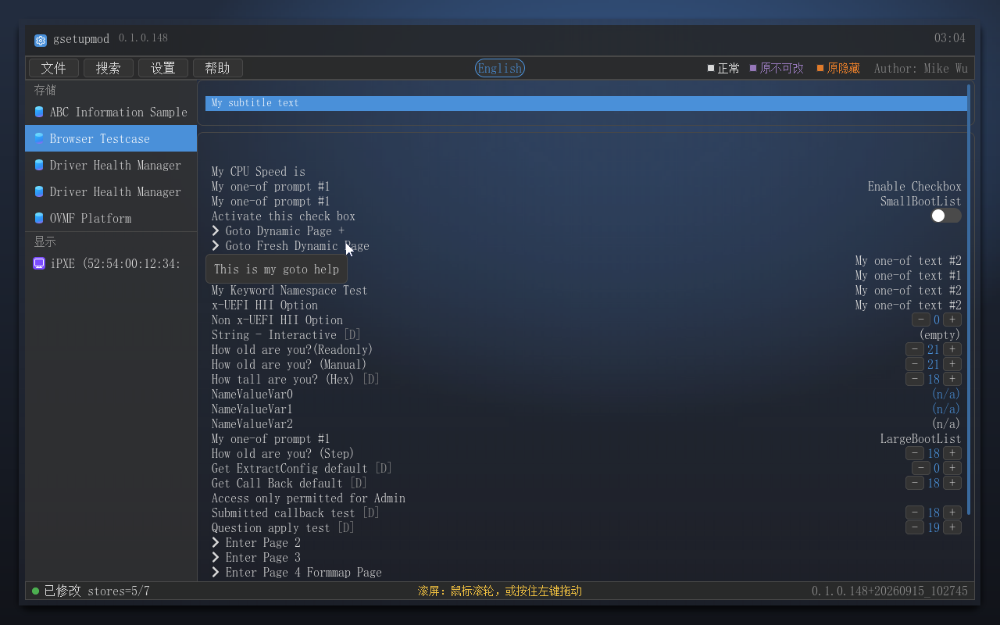 gsetupmod 0.1.0.148 03:04
文件 搜索 设置 帮助 English 正常 原不可改 原隐藏 Author: Mike Wu
存储
ABC Information Sample
Browser Testcase
Driver Health Manager
Driver Health Manager
OVMF Platform
显示
iPXE (52:54:00:12:34:
My subtitle text
My CPU Speed is
My one-of prompt #1 Enable Checkbox
My one-of prompt #1 SmallBootList
Activate this check box
Goto Dynamic Page +
Goto Fresh Dynamic Page
My one-of text #2
This is my goto help My one-of text #1
My Keyword Namespace Test My one-of text #2
x-UEFI HII Option My one-of text #2
Non x-UEFI HII Option - 0 +
String - Interactive [D] (empty)
How old are you?(Readonly) - 21 +
How old are you? (Manual) - 21 +
How tall are you? (Hex) [D] - 18 +
NameValueVar0 (n/a)
NameValueVar1 (n/a)
NameValueVar2 (n/a)
My one-of prompt #1 LargeBootList
How old are you? (Step) - 18 +
Get ExtractConfig default [D] - 0 +
Get Call Back default [D] - 18 +
Access only permitted for Admin
Submitted callback test [D] - 18 +
Question apply test [D] - 19 +
Enter Page 2
Enter Page 3
Enter Page 4 Formmap Page
已修改 stores=5/7 滚屏: 鼠标滚轮, 或按住左键拖动 0.1.0.148+20260915_102745